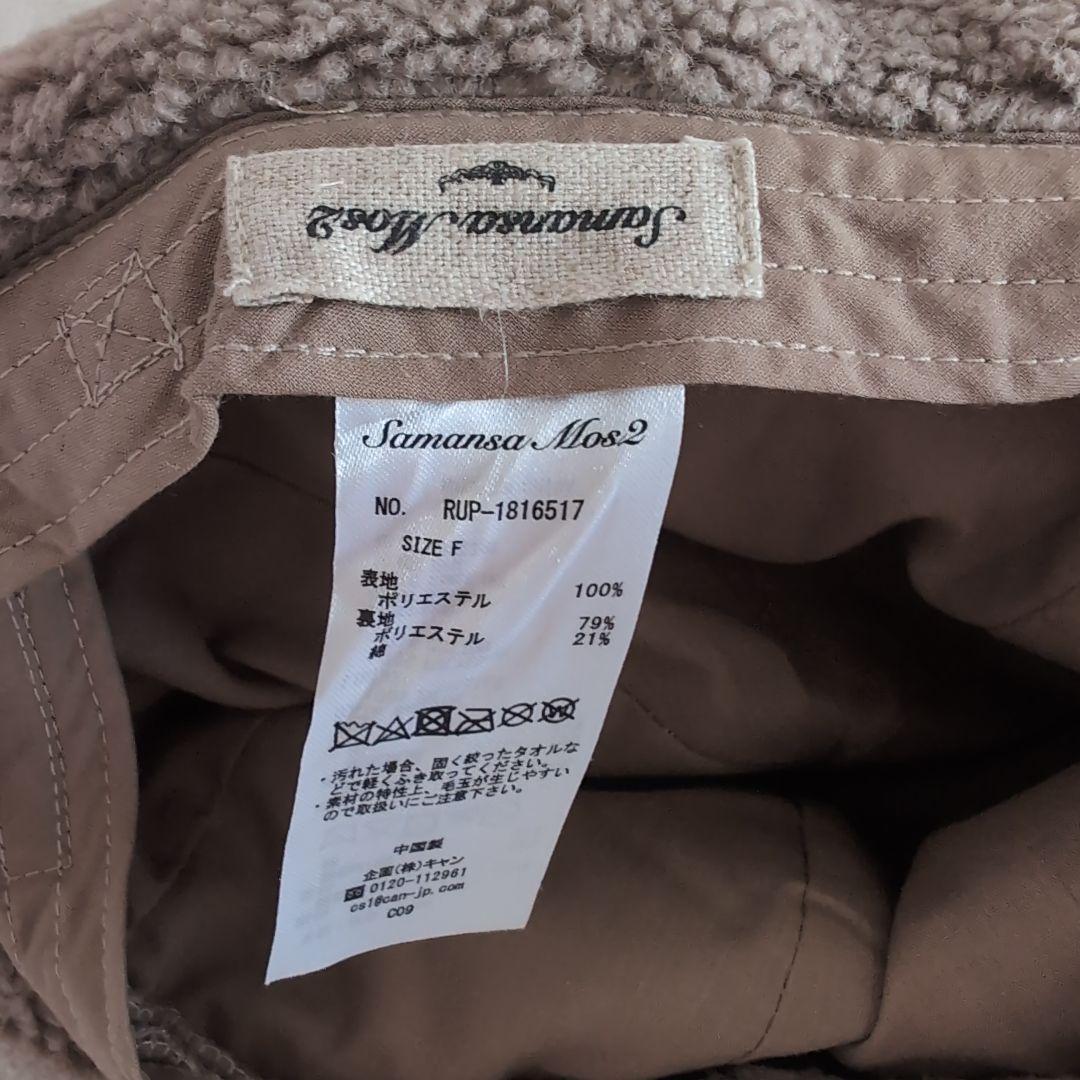 Samansa Mos2
Samansa Mos2
NO. RUP-1816517
SIZE F
表地
ポリエステル 100%
裏地
ポリエステル 79%
綿 21%
・汚れた場合、固く絞ったタオルな
どで軽くふき取ってください。
・素材の特性上、毛玉が生じやすい
ので取扱いにご注意下さい。
中国製
企画(株)キャン
0120-112961
cs1@can-jp.com
C09